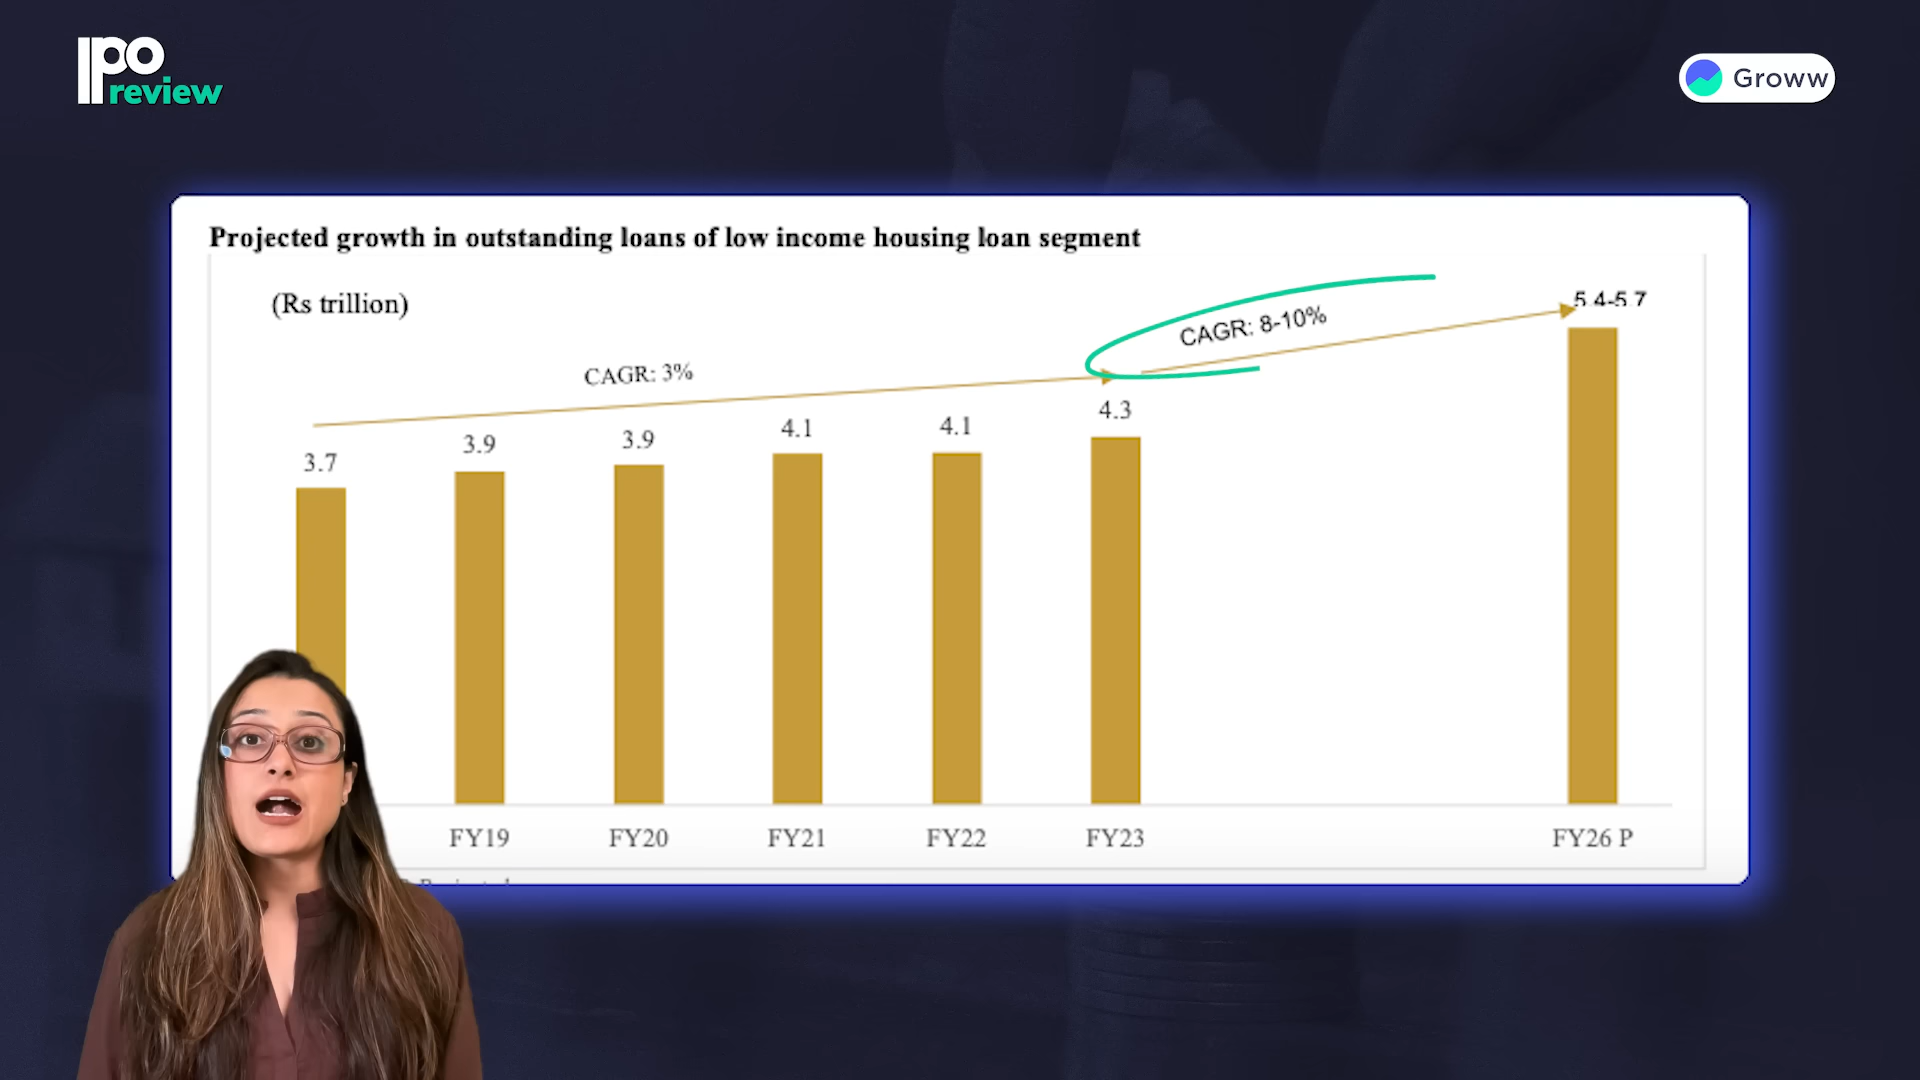 IPO
review
Groww
Projected growth in outstanding loans of low income housing loan segment
(Rs trillion)
5.4-5.7
CAGR: 8-10%
CAGR: 3%
4.3
4.1
4.1
3.9
3.9
3.7
FY19 FY20 FY21 FY22 FY23 FY26 P